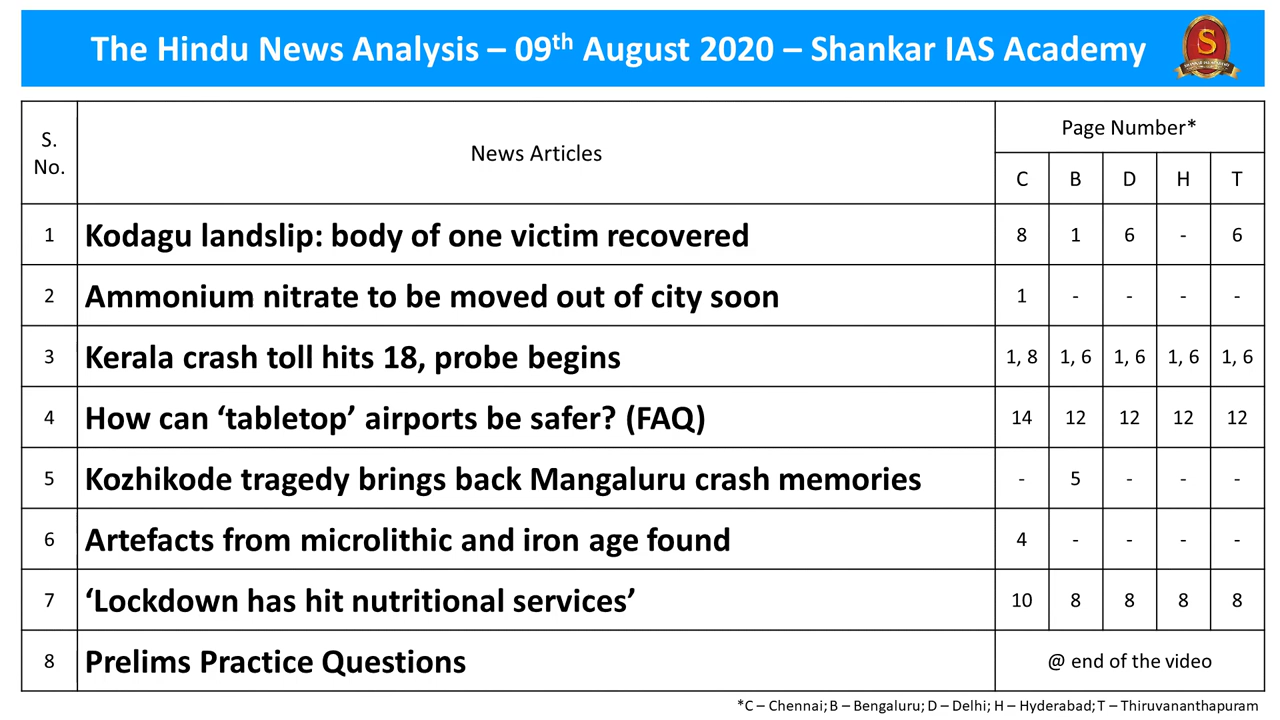 The Hindu News Analysis – 09th August 2020 – Shankar IAS Academy
S
S. No. News Articles Page Number*
C B D H T
1 Kodagu landslip: body of one victim recovered 8 1 6 - 6
2 Ammonium nitrate to be moved out of city soon 1 - - - -
3 Kerala crash toll hits 18, probe begins 1, 8 1, 6 1, 6 1, 6 1, 6
4 How can ‘tabletop’ airports be safer? (FAQ) 14 12 12 12 12
5 Kozhikode tragedy brings back Mangaluru crash memories - 5 - - -
6 Artefacts from microlithic and iron age found 4 - - - -
7 ‘Lockdown has hit nutritional services’ 10 8 8 8 8
8 Prelims Practice Questions @ end of the video
*C – Chennai; B – Bengaluru; D – Delhi; H – Hyderabad; T – Thiruvananthapuram